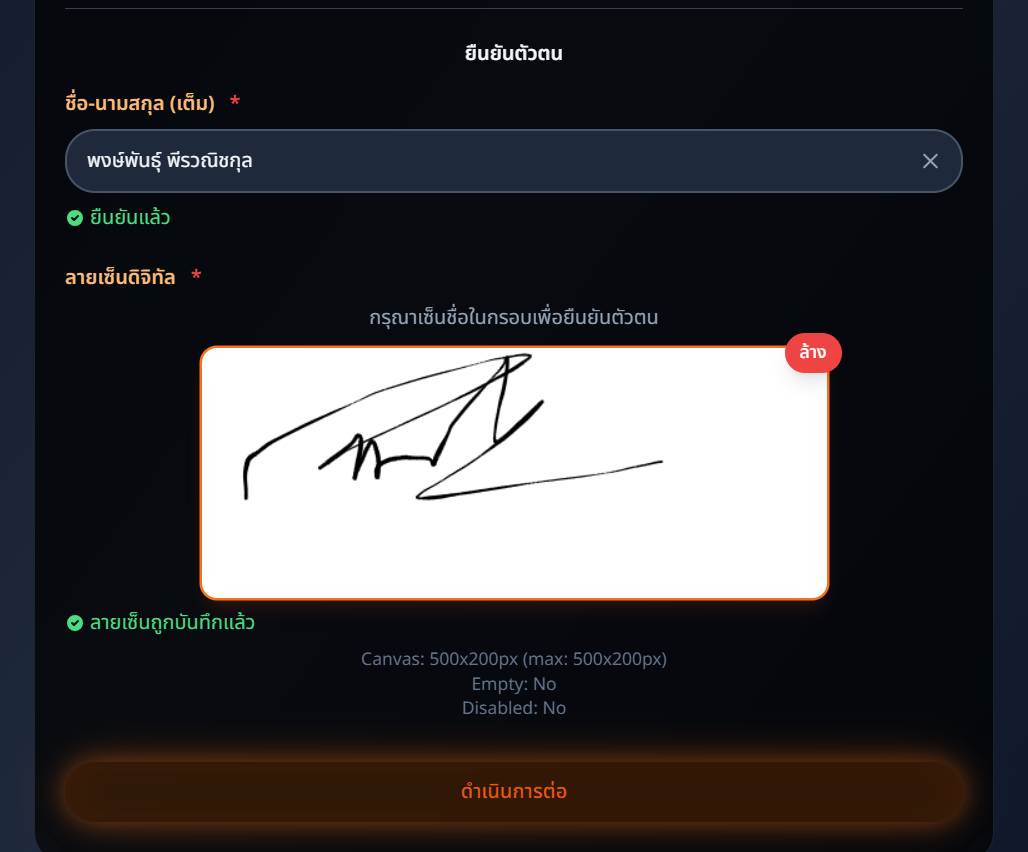 ยืนยันตัวตน
ชื่อ-นามสกุล (เต็ม) *
พงษ์พันธุ์ พีรวณิชกุล
ยืนยันแล้ว
ลายเซ็นดิจิทัล *
กรุณาเซ็นชื่อในกรอบเพื่อยืนยันตัวตน
ล้าง
ลายเซ็นถูกบันทึกแล้ว
Canvas: 500x200px (max: 500x200px)
Empty: No
Disabled: No
ดำเนินการต่อ